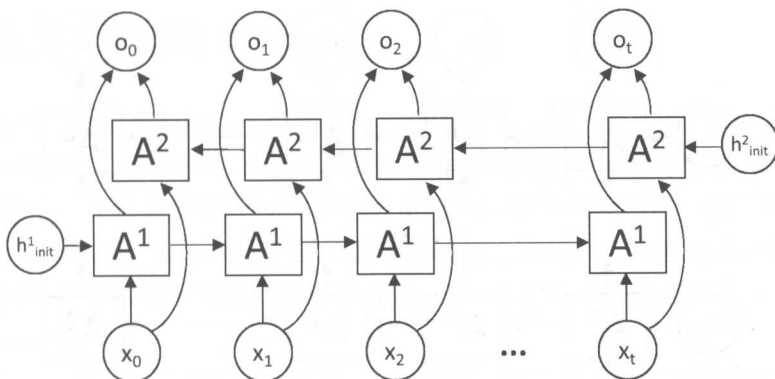 o₀ o₁ o₂ oₜ
A² A² A² A² h²init
h¹init A¹ A¹ A¹ A¹
x₀ x₁ x₂ ... xₜ